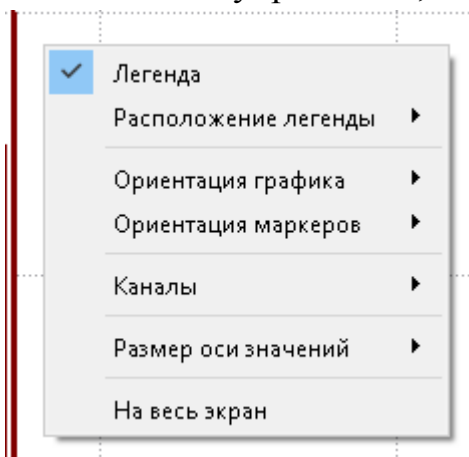 Легенда
Расположение легенды
Ориентация графика
Ориентация маркеров
Каналы
Размер оси значений
На весь экран